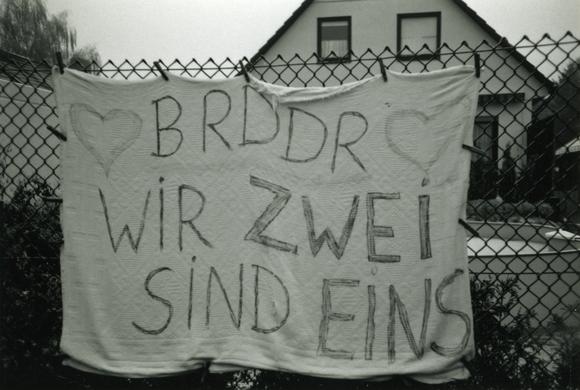 BRDDR
WiR ZWEi
SiND EiNS